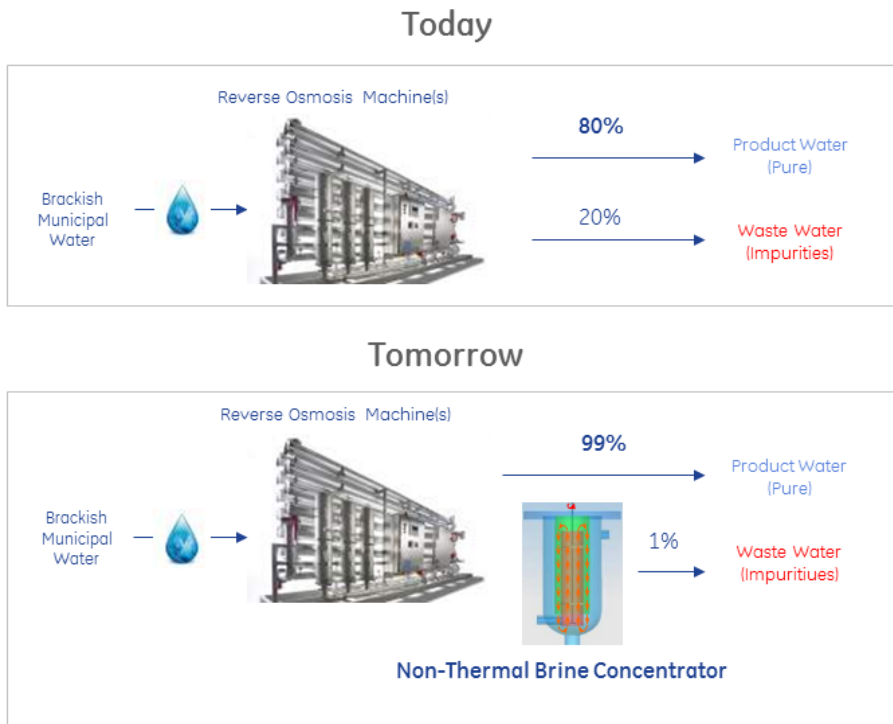 Today
Reverse Osmosis Machine(s)
80%
Product Water
(Pure)
Brackish
Municipal
Water
20%
Waste Water
(Impurities)
Tomorrow
Reverse Osmosis Machine(s)
99%
Product Water
(Pure)
Brackish
Municipal
Water
1%
Waste Water
(Impuritiues)
Non-Thermal Brine Concentrator